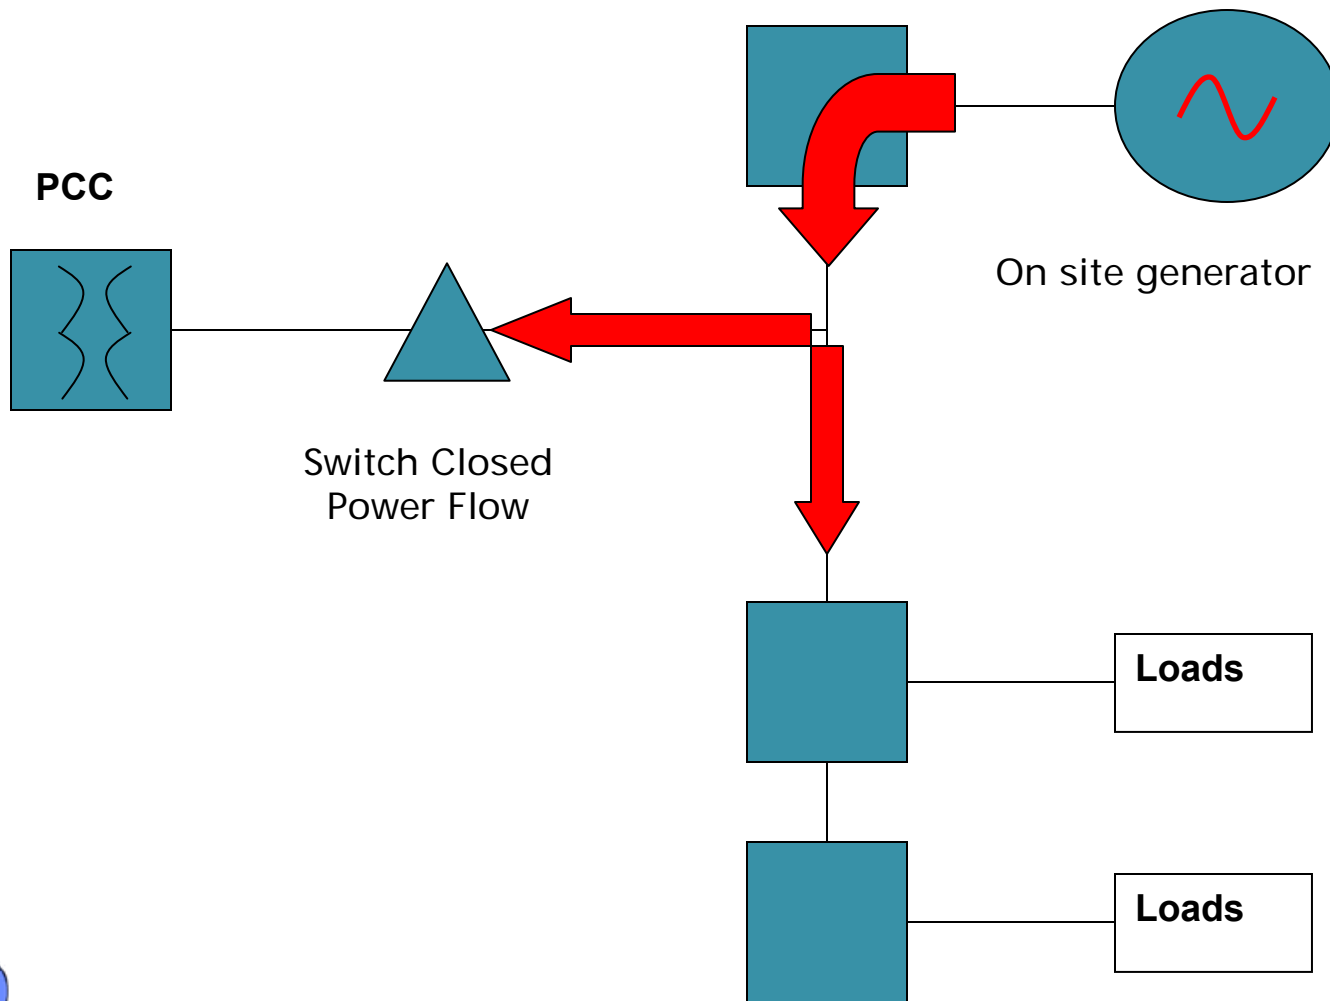 PCC
On site generator
Switch Closed
Power Flow
Loads
Loads